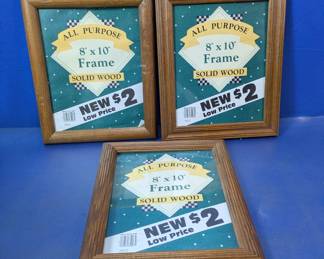 ALL PURPOSE
8" x 10"
Frame
SOLID WOOD
NEW $2
Low Price
ALL PURPOSE
8" x 10"
Frame
SOLID WOOD
NEW $2
Low Price
ALL PURPOSE
8" x 10"
Frame
SOLID WOOD
NEW $2
Low Price